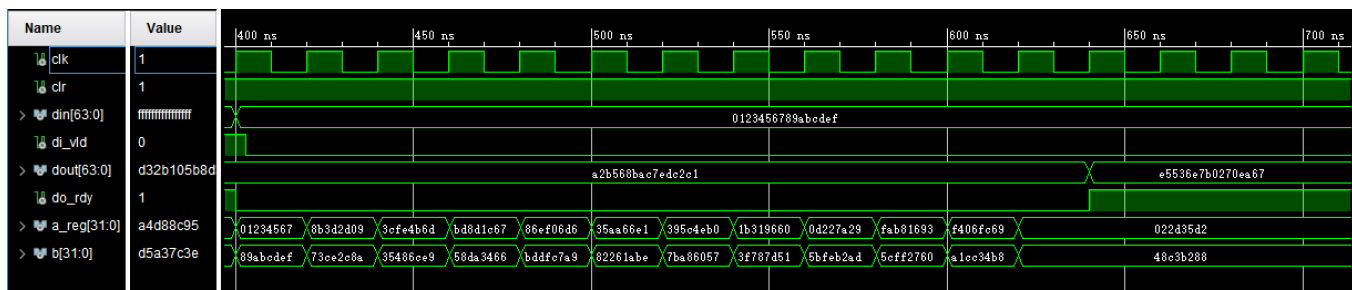 Name Value 400 ns 450 ns 500 ns 550 ns 600 ns 650 ns 700 ns
clk 1
clr 1
din[63:0] ffffffffffffffff 0123456789abcdef
di_vld 0
dout[63:0] d32b105b8d a2b568bac7edc2c1 e5536e7b0270ea67
do_rdy 1
a_reg[31:0] a4d88c95 01234567 8b3d2d09 3cfe4b6d bd8d1c67 86ef06d6 35aa66e1 395c4eb0 1b319660 0d227a29 fab81693 f406fc69 022d35d2
b[31:0] d5a37c3e 89abcdef 73ce2c8a 35486ce9 58da3466 bddfc7a9 82261abe 7ba86057 3f787d51 5bfeb2ad 5cff2760 a1cc34b8 48c3b288